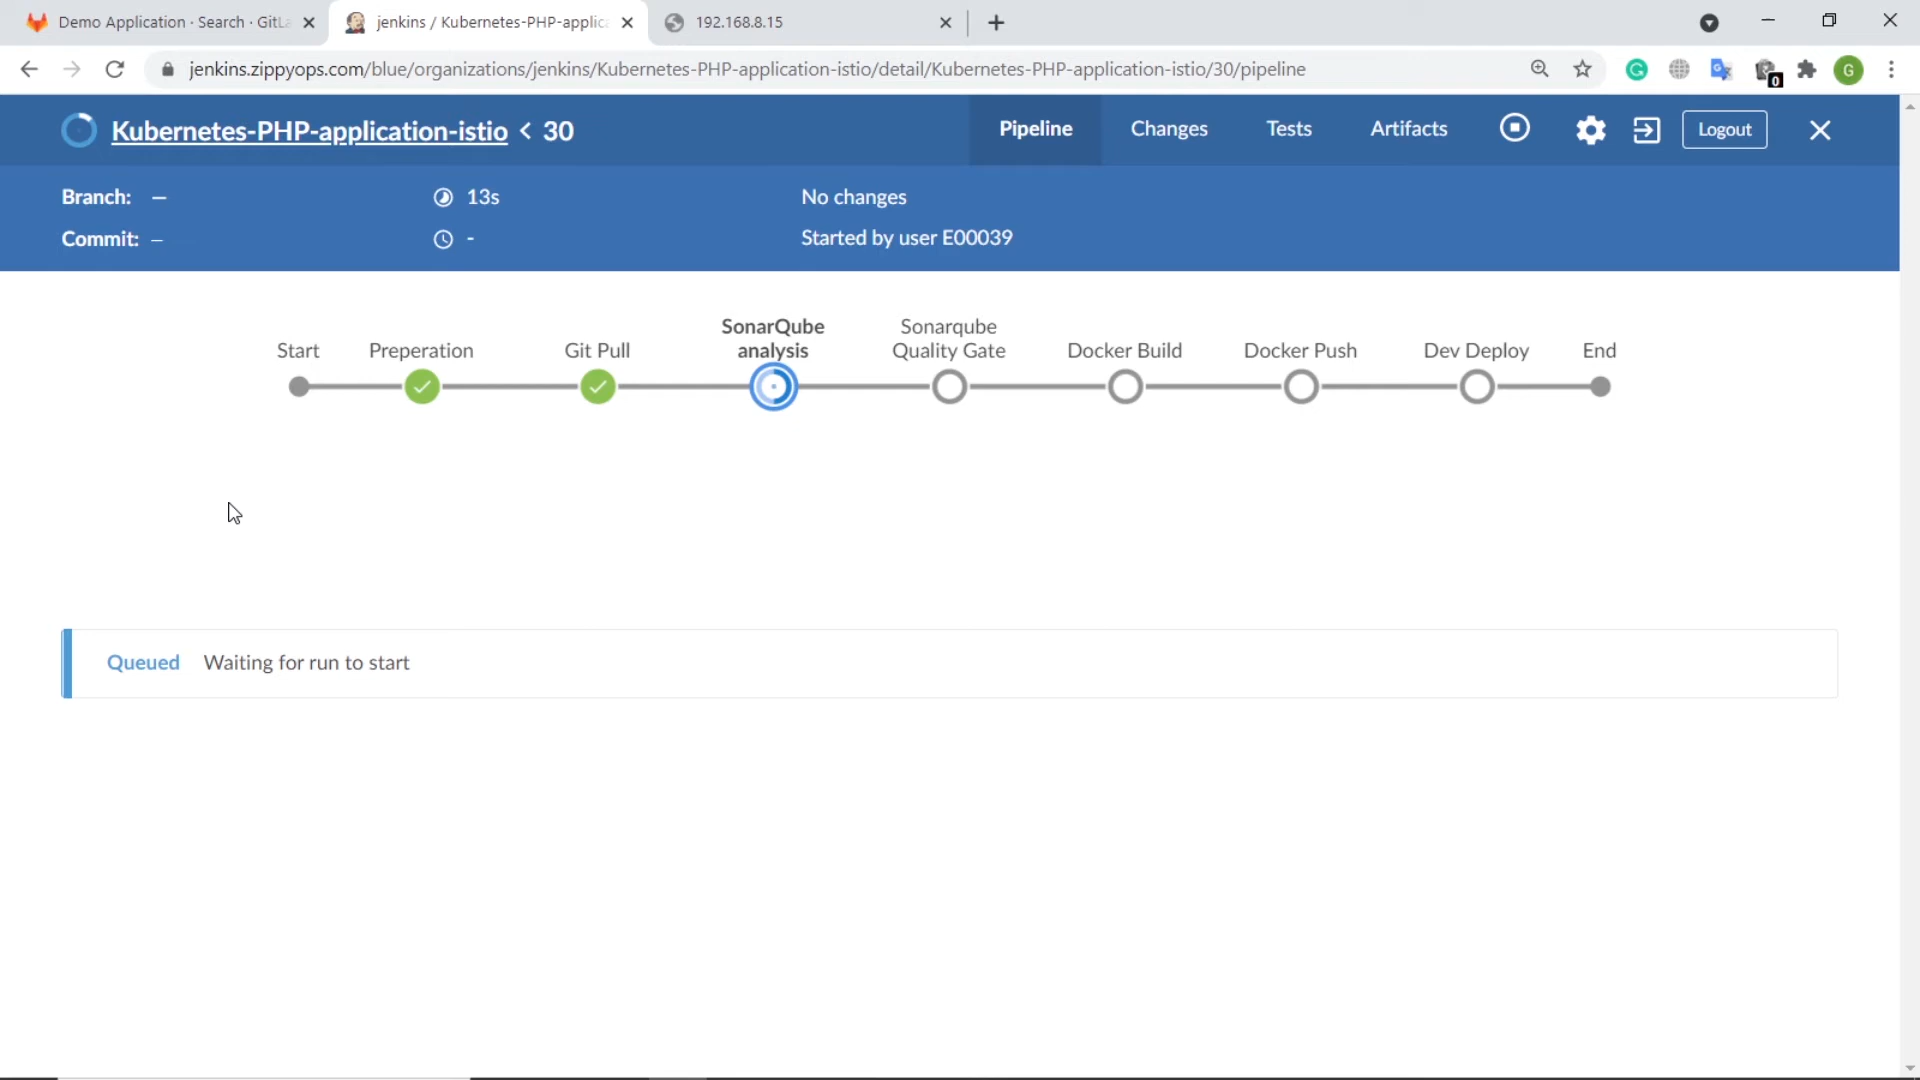 Demo Application · Search · GitLa
jenkins / Kubernetes-PHP-applic
192.168.8.15
jenkins.zippyops.com/blue/organizations/jenkins/Kubernetes-PHP-application-istio/detail/Kubernetes-PHP-application-istio/30/pipeline
0
G
Kubernetes-PHP-application-istio < 30
Pipeline
Changes
Tests
Artifacts
Logout
Branch: —
13s
No changes
Commit: —
-
Started by user E00039
Start
Preperation
Git Pull
SonarQube
analysis
Sonarqube
Quality Gate
Docker Build
Docker Push
Dev Deploy
End
Queued Waiting for run to start